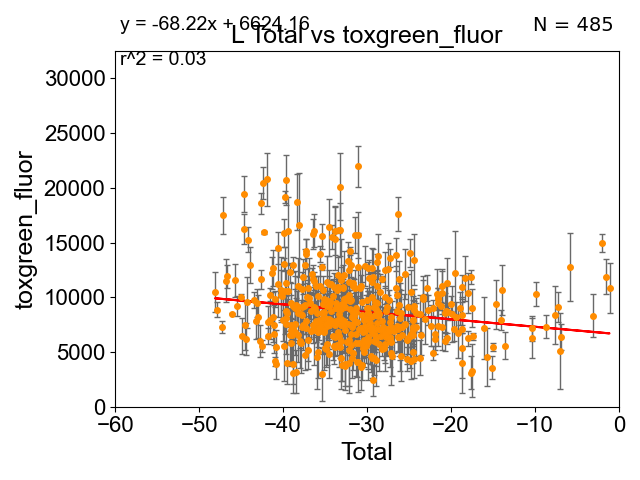 y = -68.22x + 6624.16
N = 485
L Total vs toxgreen_fluor
r^2 = 0.03
30000
25000
20000
15000
10000
5000
0
toxgreen_fluor
−60
−50
−40
−30
−20
−10
0
Total